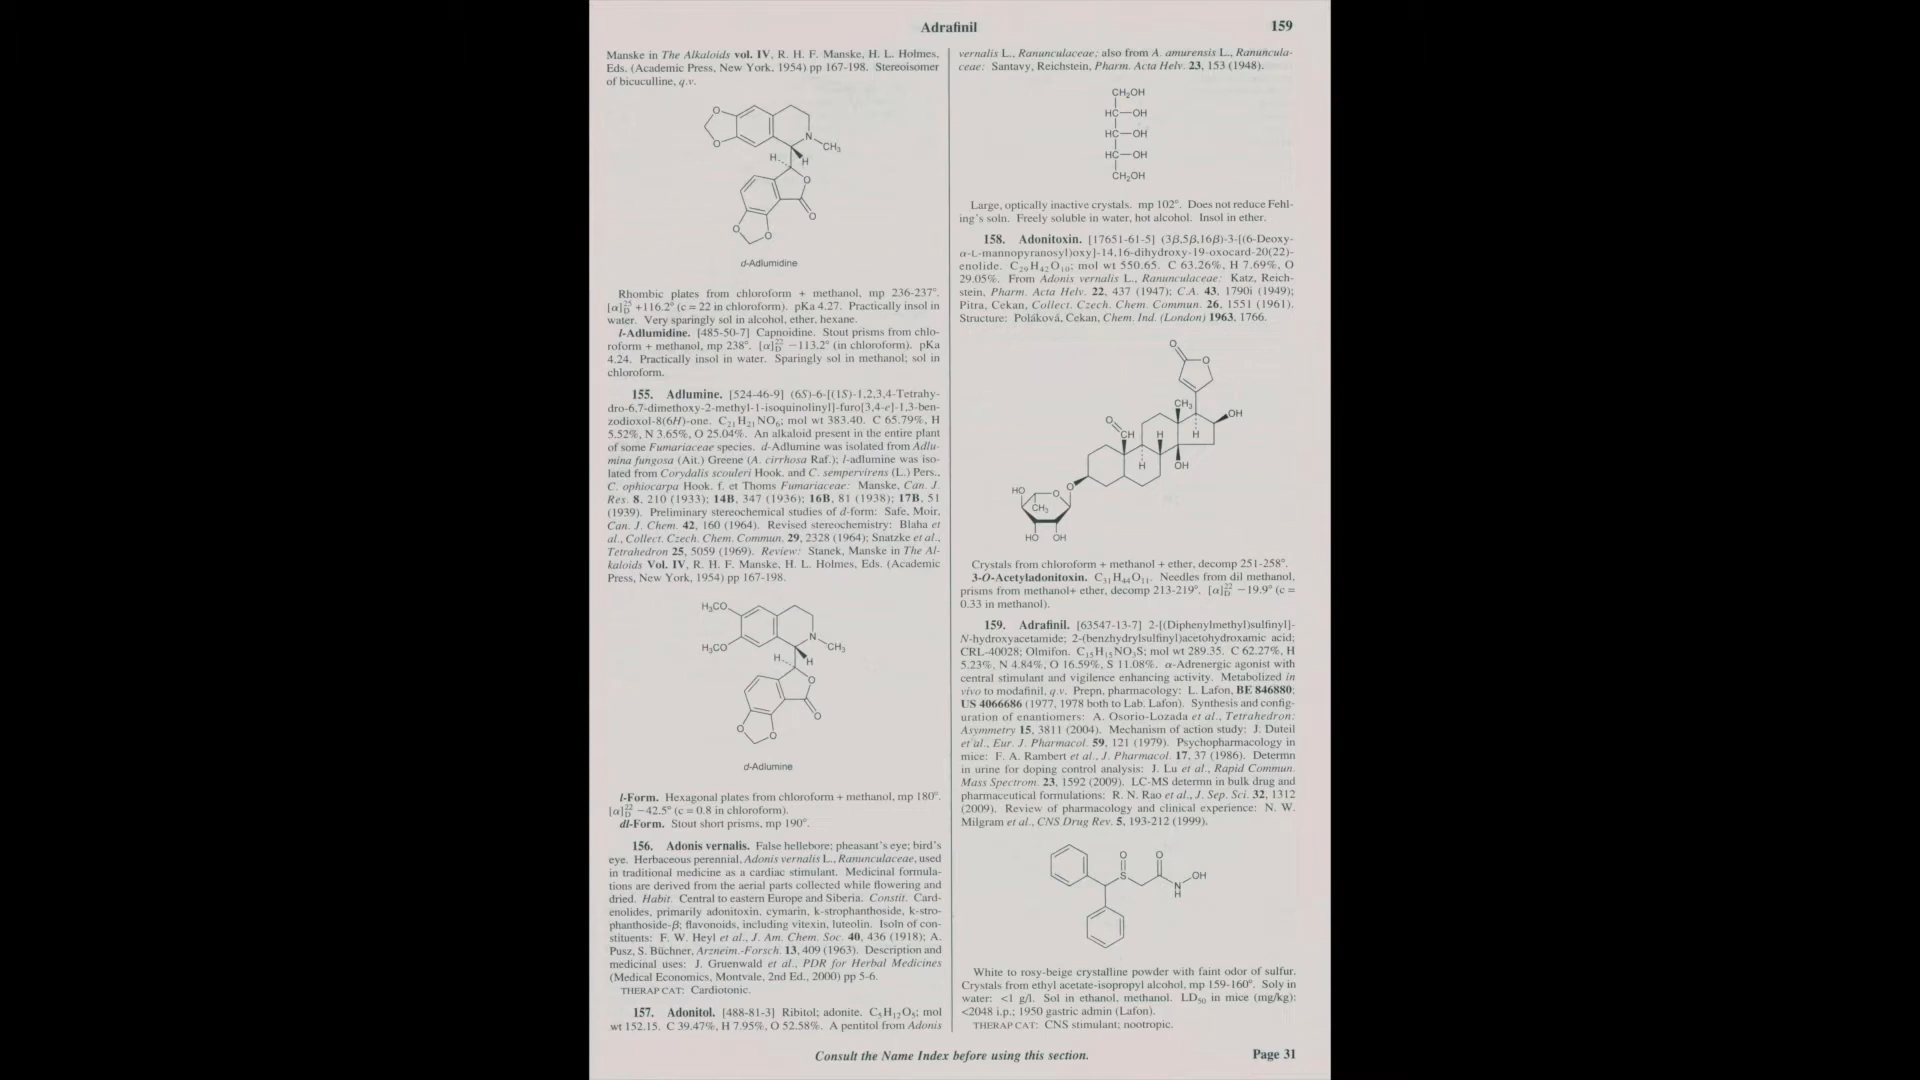 Adrafinil
159
Manske in The Alkaloids vol. IV, R. H. F. Manske, H. L. Holmes,
Eds. (Academic Press, New York, 1954) pp 167-198. Stereoisomer
of bicuculline, q.v.
O
O
N
CH3
H
H
O
O
O
O
d-Adlumidine
Rhombic plates from chloroform + methanol, mp 236-237°.
[α]25D +116.2° (c = 22 in chloroform). pKa 4.27. Practically insol in
water. Very sparingly sol in alcohol, ether, hexane.
l-Adlumidine. [485-50-7] Capnoidine. Stout prisms from chlo-
roform + methanol, mp 238°. [α]22D −113.2° (in chloroform). pKa
4.24. Practically insol in water. Sparingly sol in methanol; sol in
chloroform.
155. Adlumine. [524-46-9] (6S)-6-[(1S)-1,2,3,4-Tetrahy-
dro-6,7-dimethoxy-2-methyl-1-isoquinolinyl]-furo[3,4-e]-1,3-ben-
zodioxol-8(6H)-one. C21H21NO6; mol wt 383.40. C 65.79%, H
5.52%, N 3.65%, O 25.04%. An alkaloid present in the entire plant
of some Fumariaceae species. d-Adlumine was isolated from Adlu-
mina fungosa (Ait.) Greene (A. cirrhosa Raf.); l-adlumine was iso-
lated from Corydalis scouleri Hook. and C. sempervirens (L.) Pers.,
C. ophiocarpa Hook. f. et Thoms Fumariaceae: Manske, Can. J.
Res. 8, 210 (1933); 14B, 347 (1936); 16B, 81 (1938); 17B, 51
(1939). Preliminary stereochemical studies of d-form: Safe, Moir,
Can. J. Chem. 42, 160 (1964). Revised stereochemistry: Blaha et
al., Collect. Czech. Chem. Commun. 29, 2328 (1964); Snatzke et al.,
Tetrahedron 25, 5059 (1969). Review: Stanek, Manske in The Al-
kaloids Vol. IV, R. H. F. Manske, H. L. Holmes, Eds. (Academic
Press, New York, 1954) pp 167-198.
H3CO
H3CO
N
CH3
H
H
O
O
O
O
d-Adlumine
l-Form. Hexagonal plates from chloroform + methanol, mp 180°.
[α]22D −42.5° (c = 0.8 in chloroform).
dl-Form. Stout short prisms, mp 190°.
156. Adonis vernalis. False hellebore; pheasant's eye; bird's
eye. Herbaceous perennial, Adonis vernalis L., Ranunculaceae, used
in traditional medicine as a cardiac stimulant. Medicinal formula-
tions are derived from the aerial parts collected while flowering and
dried. Habit. Central to eastern Europe and Siberia. Constit. Card-
enolides, primarily adonitoxin, cymarin, k-strophanthoside, k-stro-
phanthoside-β; flavonoids, including vitexin, luteolin. Isoln of con-
stituents: F. W. Heyl et al., J. Am. Chem. Soc. 40, 436 (1918); A.
Pusz, S. Büchner, Arzneim.-Forsch. 13, 409 (1963). Description and
medicinal uses: J. Gruenwald et al., PDR for Herbal Medicines
(Medical Economics, Montvale, 2nd Ed., 2000) pp 5-6.
THERAP CAT: Cardiotonic.
157. Adonitol. [488-81-3] Ribitol; adonite. C5H12O5; mol
wt 152.15. C 39.47%, H 7.95%, O 52.58%. A pentitol from Adonis
vernalis L., Ranunculaceae; also from A. amurensis L., Ranuncula-
ceae: Santavy, Reichstein, Pharm. Acta Helv. 23, 153 (1948).
CH2OH
HC—OH
HC—OH
HC—OH
CH2OH
Large, optically inactive crystals. mp 102°. Does not reduce Fehl-
ing's soln. Freely soluble in water, hot alcohol. Insol in ether.
158. Adonitoxin. [17651-61-5] (3β,5β,16β)-3-[(6-Deoxy-
α-L-mannopyranosyl)oxy]-14,16-dihydroxy-19-oxocard-20(22)-
enolide. C29H42O10; mol wt 550.65. C 63.26%, H 7.69%, O
29.05%. From Adonis vernalis L., Ranunculaceae: Katz, Reich-
stein, Pharm. Acta Helv. 22, 437 (1947); C.A. 43, 1790i (1949);
Pitra, Cekan, Collect. Czech. Chem. Commun. 26, 1551 (1961).
Structure: Poláková, Cekan, Chem. Ind. (London) 1963, 1766.
O
O
CH3
OH
O
CH
H
H
H
OH
O
HO
O
CH3
HO
OH
Crystals from chloroform + methanol + ether, decomp 251-258°.
3-O-Acetyladonitoxin. C31H44O11. Needles from dil methanol,
prisms from methanol+ ether, decomp 213-219°. [α]22D −19.9° (c =
0.33 in methanol).
159. Adrafinil. [63547-13-7] 2-[(Diphenylmethyl)sulfinyl]-
N-hydroxyacetamide; 2-(benzhydrylsulfinyl)acetohydroxamic acid;
CRL-40028; Olmifon. C15H15NO3S; mol wt 289.35. C 62.27%, H
5.23%, N 4.84%, O 16.59%, S 11.08%. α-Adrenergic agonist with
central stimulant and vigilence enhancing activity. Metabolized in
vivo to modafinil, q.v. Prepn, pharmacology: L. Lafon, BE 846880;
US 4066686 (1977, 1978 both to Lab. Lafon). Synthesis and config-
uration of enantiomers: A. Osorio-Lozada et al., Tetrahedron:
Asymmetry 15, 3811 (2004). Mechanism of action study: J. Duteil
et al., Eur. J. Pharmacol. 59, 121 (1979). Psychopharmacology in
mice: F. A. Rambert et al., J. Pharmacol. 17, 37 (1986). Determn
in urine for doping control analysis: J. Lu et al., Rapid Commun.
Mass Spectrom. 23, 1592 (2009). LC-MS determn in bulk drug and
pharmaceutical formulations: R. N. Rao et al., J. Sep. Sci. 32, 1312
(2009). Review of pharmacology and clinical experience: N. W.
Milgram et al., CNS Drug Rev. 5, 193-212 (1999).
O
O
S
N
H
OH
White to rosy-beige crystalline powder with faint odor of sulfur.
Crystals from ethyl acetate-isopropyl alcohol, mp 159-160°. Soly in
water: <1 g/l. Sol in ethanol, methanol. LD50 in mice (mg/kg):
<2048 i.p.; 1950 gastric admin (Lafon).
THERAP CAT: CNS stimulant; nootropic.
Consult the Name Index before using this section.
Page 31